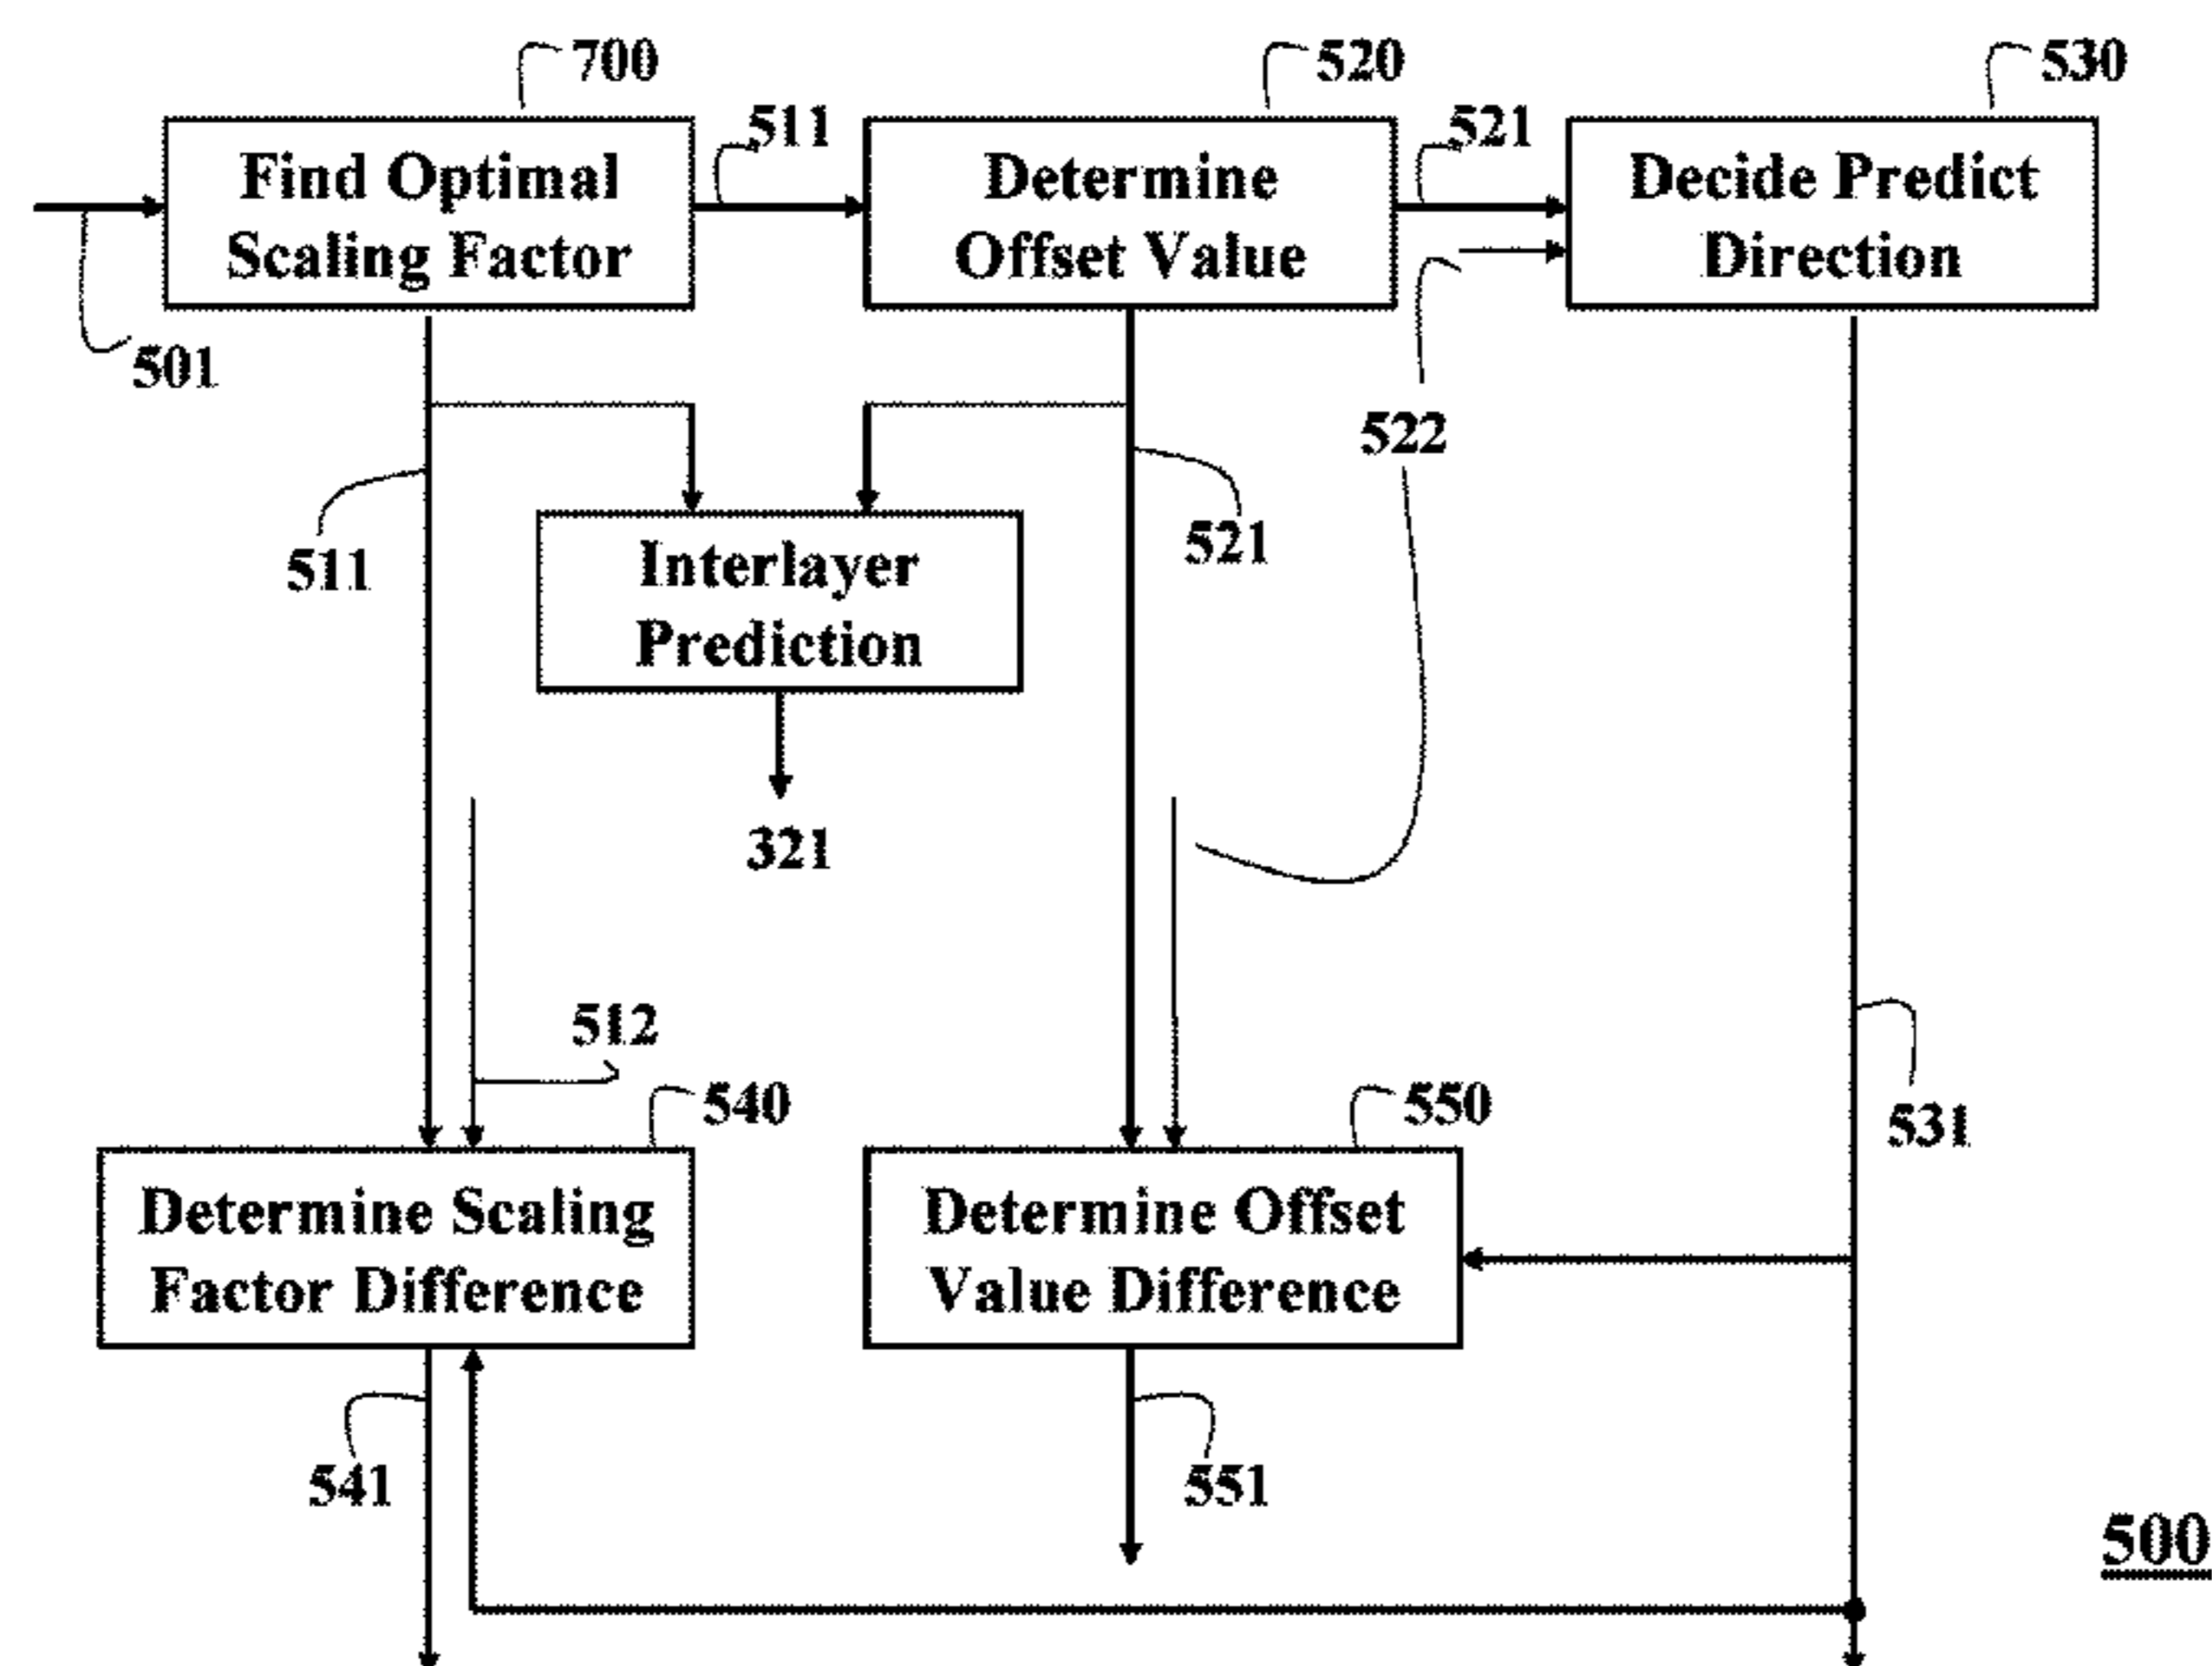 700
520
530
511
521
Find Optimal
Scaling Factor
Determine
Offset Value
Decide Predict
Direction
501
522
511
521
Interlayer
Prediction
321
512
540
550
531
Determine Scaling
Factor Difference
Determine Offset
Value Difference
541
551
500